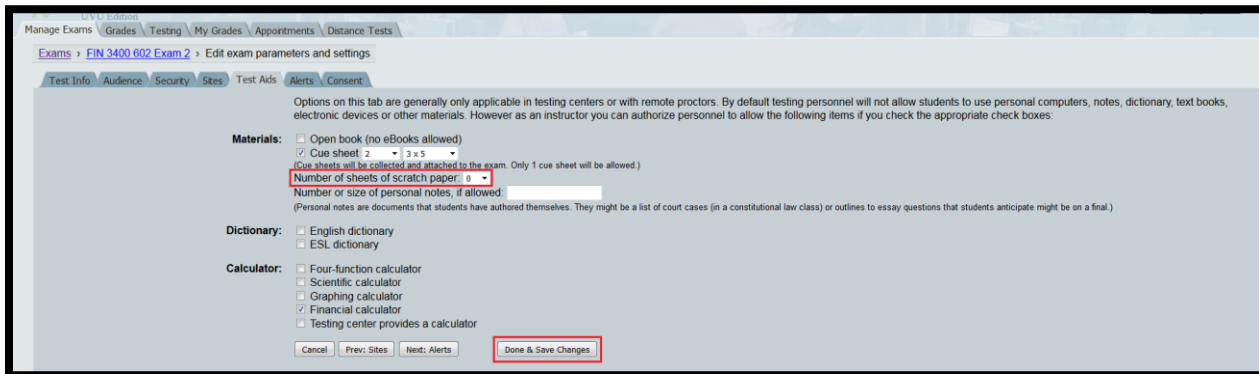 UVU Edition
Manage Exams Grades Testing My Grades Appointments Distance Tests
Exams › FIN 3400 602 Exam 2 › Edit exam parameters and settings
Test Info Audience Security Sites Test Aids Alerts Consent
Options on this tab are generally only applicable in testing centers or with remote proctors. By default testing personnel will not allow students to use personal computers, notes, dictionary, text books,
electronic devices or other materials. However as an instructor you can authorize personnel to allow the following items if you check the appropriate check boxes:
Materials: Open book (no eBooks allowed)
Cue sheet 2 3 x 5
(Cue sheets will be collected and attached to the exam. Only 1 cue sheet will be allowed.)
Number of sheets of scratch paper: 0
Number or size of personal notes, if allowed:
(Personal notes are documents that students have authored themselves. They might be a list of court cases (in a constitutional law class) or outlines to essay questions that students anticipate might be on a final.)
Dictionary: English dictionary
ESL dictionary
Calculator: Four-function calculator
Scientific calculator
Graphing calculator
Financial calculator
Testing center provides a calculator
Cancel Prev: Sites Next: Alerts Done & Save Changes